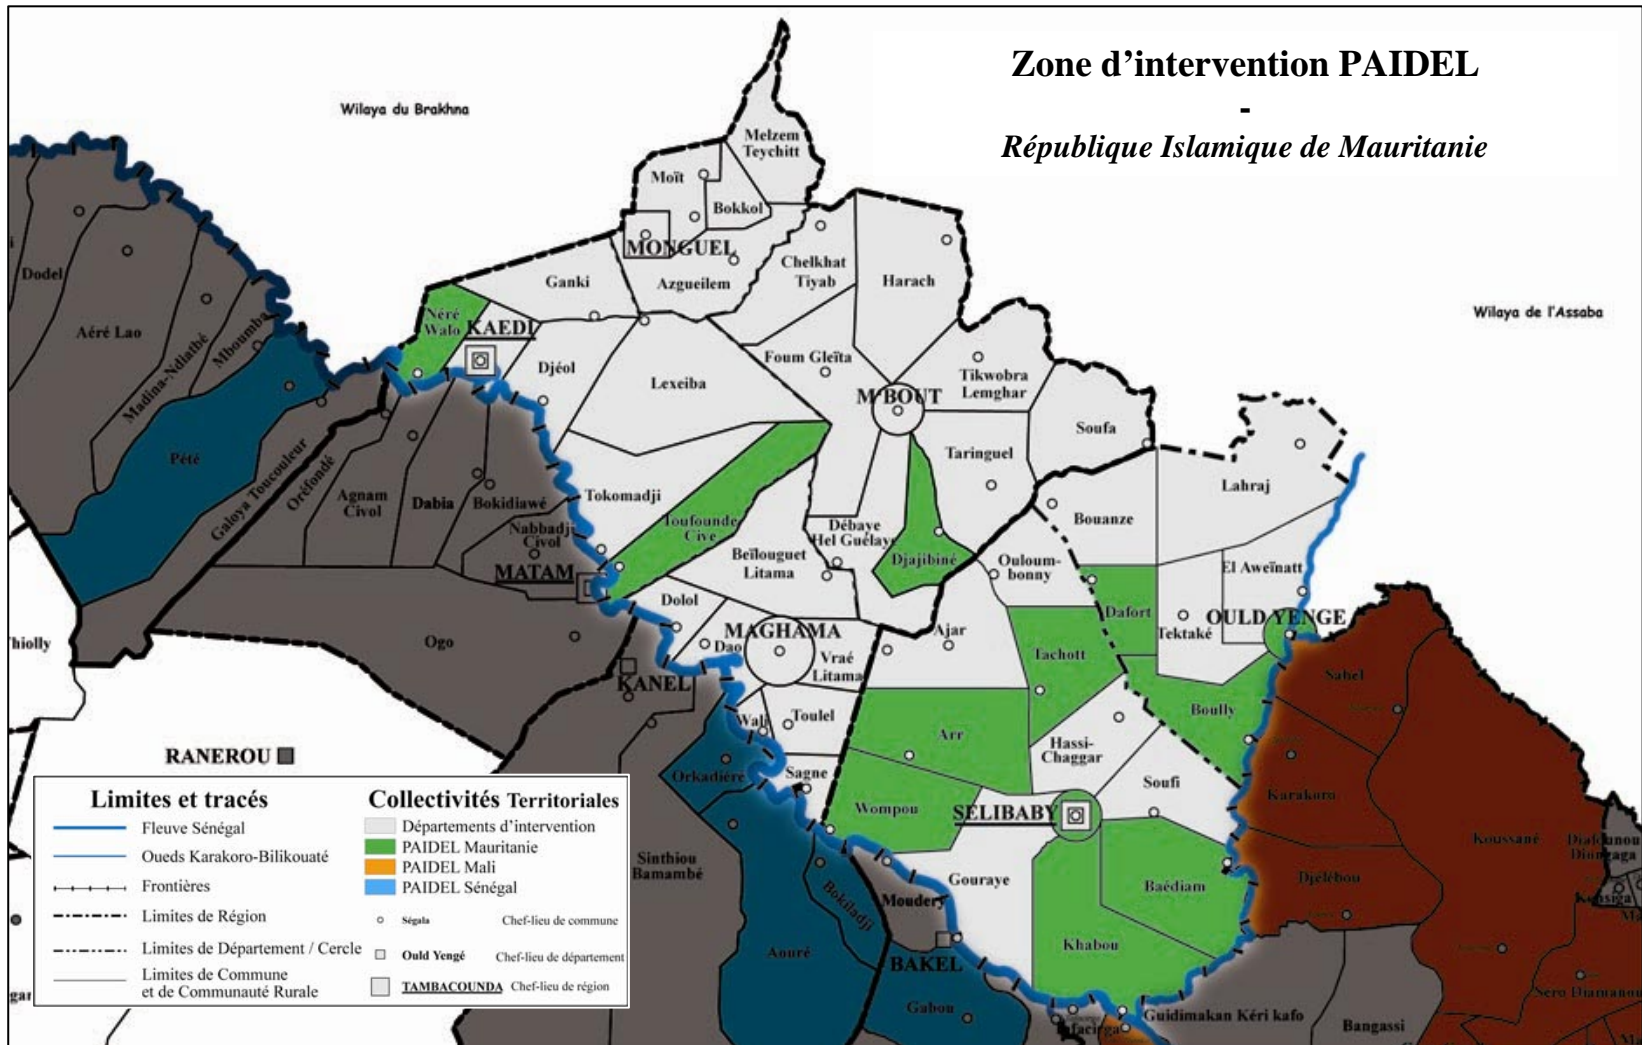 Zone d'intervention PAIDEL
-
République Islamique de Mauritanie
Wilaya du Brakhna
Wilaya de l'Assaba
Melzem
Teychitt
Moït
Bokkol
MONGUEL
Azgueilem
Ganki
Chelkhat
Tiyab
Harach
Néré
Walo
KAEDI
Djéol
Lexeiba
Foum Gleïta
M'BOUT
Tikwobra
Lemghar
Soufa
Taringuel
Tokomadji
Toufounde
Cive
Beïlouguet
Litama
Débaye
Hel Guélaye
Djajibiné
Bouanze
Lahraj
Ouloum-
bonny
El Aweïnatt
Dafort
Tektaké
OULD YENGE
Dolol
Dao
MAGHAMA
Vraé
Litama
Ajar
Tachott
Boully
Wali
Toulel
Sagne
Arr
Hassi-
Chaggar
Soufi
Wompou
SELIBABY
Gouraye
Baédiam
Khabou
Dodel
Aéré Lao
Madina-Ndiatbé
Mboumba
Pété
Galoya Toucouleur
Oréfondé
Agnam
Civol
Dabia
Bokidiawé
Nabbadji
Civol
MATAM
Ogo
KANEL
Thiolly
RANEROU
Orkadiére
Sinthiou
Bamambé
Bokiladji
Moudery
BAKEL
Aouré
Gabou
Sahel
Karakoro
Koussané
Djélébou
Diafounou
Diongaga
Guidimakan Kéri kafo
Bangassi
Sero Diamanou
Limites et tracés
Fleuve Sénégal
Oueds Karakoro-Bilikouaté
Frontières
Limites de Région
Limites de Département / Cercle
Limites de Commune
et de Communauté Rurale
Collectivités Territoriales
Départements d'intervention
PAIDEL Mauritanie
PAIDEL Mali
PAIDEL Sénégal
Ségala Chef-lieu de commune
Ould Yengé Chef-lieu de département
TAMBACOUNDA Chef-lieu de région